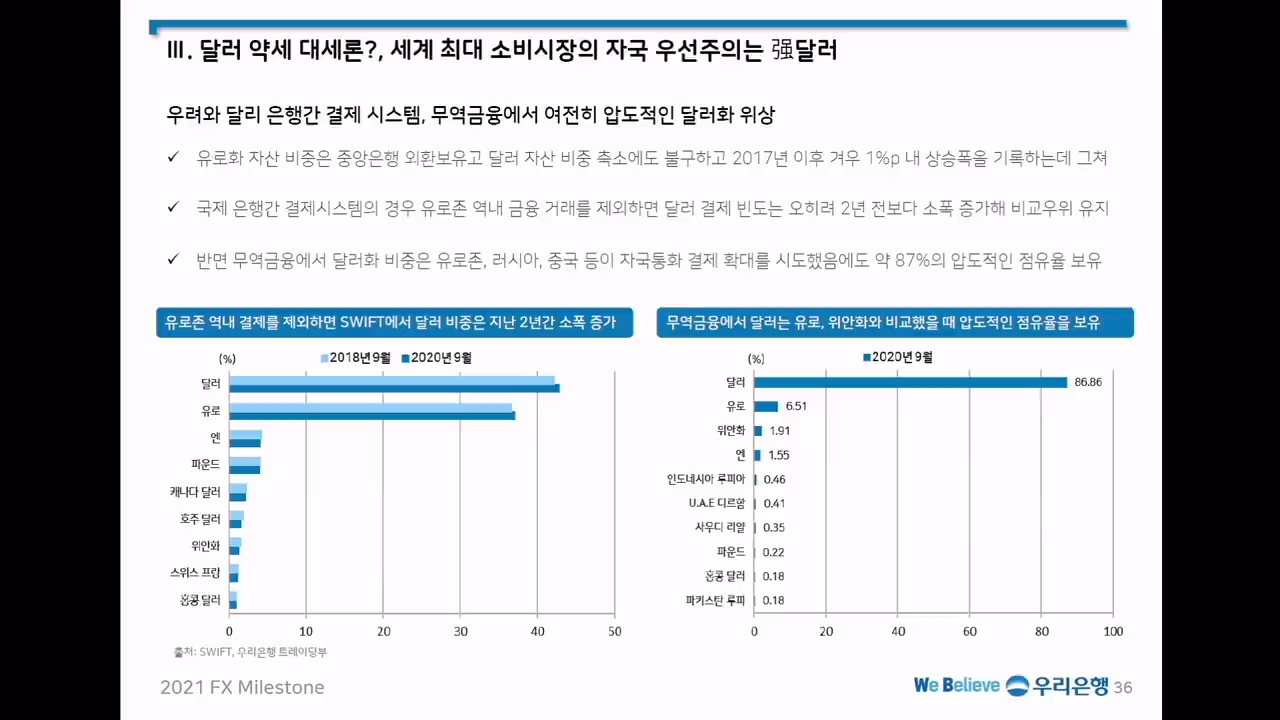 Ⅲ. 달러 약세 대세론?, 세계 최대 소비시장의 자국 우선주의는 强달러
우려와 달리 은행간 결제 시스템, 무역금융에서 여전히 압도적인 달러화 위상
✓ 유로화 자산 비중은 중앙은행 외환보유고 달러 자산 비중 축소에도 불구하고 2017년 이후 겨우 1%p 내 상승폭을 기록하는데 그쳐
✓ 국제 은행간 결제시스템의 경우 유로존 역내 금융 거래를 제외하면 달러 결제 빈도는 오히려 2년 전보다 소폭 증가해 비교우위 유지
✓ 반면 무역금융에서 달러화 비중은 유로존, 러시아, 중국 등이 자국통화 결제 확대를 시도했음에도 약 87%의 압도적인 점유율 보유
유로존 역내 결제를 제외하면 SWIFT에서 달러 비중은 지난 2년간 소폭 증가
(%)
2018년 9월 2020년 9월
달러
유로
엔
파운드
캐나다 달러
호주 달러
위안화
스위스 프랑
홍콩 달러
0 10 20 30 40 50
출처: SWIFT, 우리은행 트레이딩부
무역금융에서 달러는 유로, 위안화와 비교했을 때 압도적인 점유율을 보유
(%)
2020년 9월
달러 86.86
유로 6.51
위안화 1.91
엔 1.55
인도네시아 루피아 0.46
U.A.E 디르함 0.41
사우디 리얄 0.35
파운드 0.22
홍콩 달러 0.18
파키스탄 루피 0.18
0 20 40 60 80 100
2021 FX Milestone
We Believe 우리은행 36